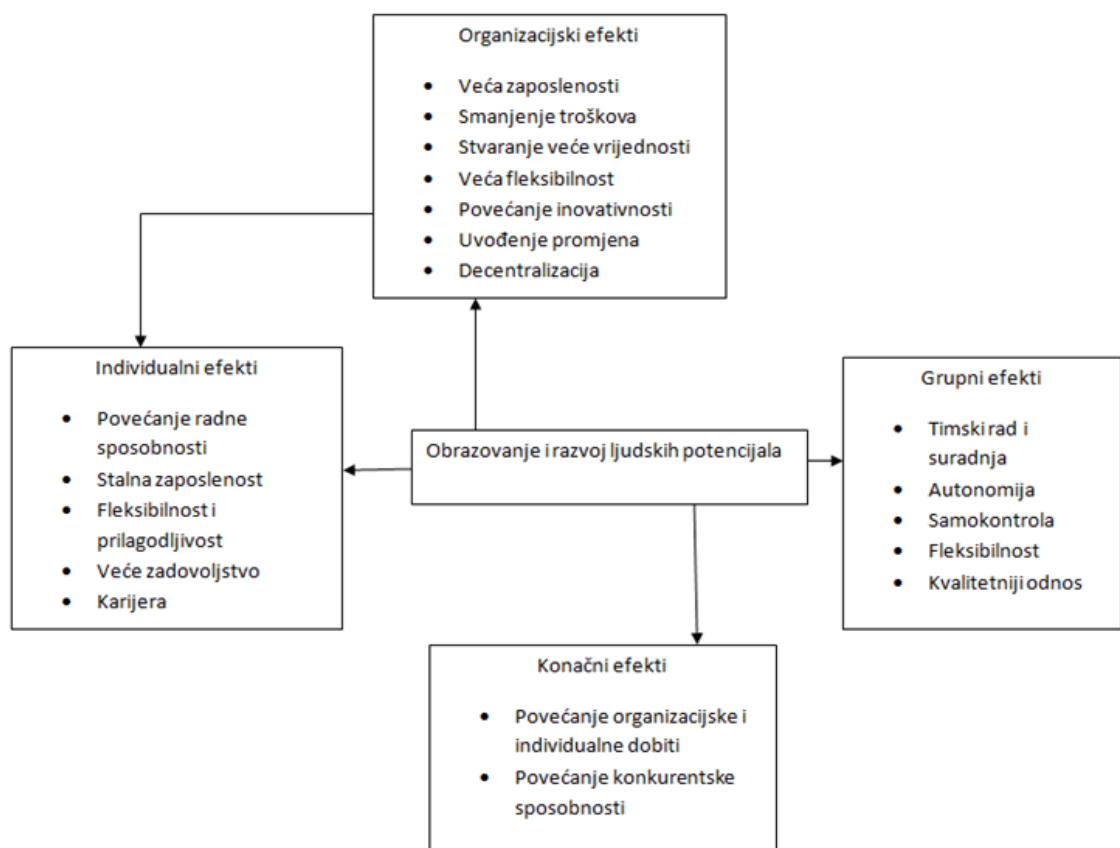 Organizacijski efekti
• Veća zaposlenosti
• Smanjenje troškova
• Stvaranje veće vrijednosti
• Veća fleksibilnost
• Povećanje inovativnosti
• Uvođenje promjena
• Decentralizacija
Individualni efekti
• Povećanje radne
sposobnosti
• Stalna zaposlenost
• Fleksibilnost i
prilagodljivost
• Veće zadovoljstvo
• Karijera
Obrazovanje i razvoj ljudskih potencijala
Grupni efekti
• Timski rad i
suradnja
• Autonomija
• Samokontrola
• Fleksibilnost
• Kvalitetniji odnos
Konačni efekti
• Povećanje organizacijske i
individualne dobiti
• Povećanje konkurentske
sposobnosti